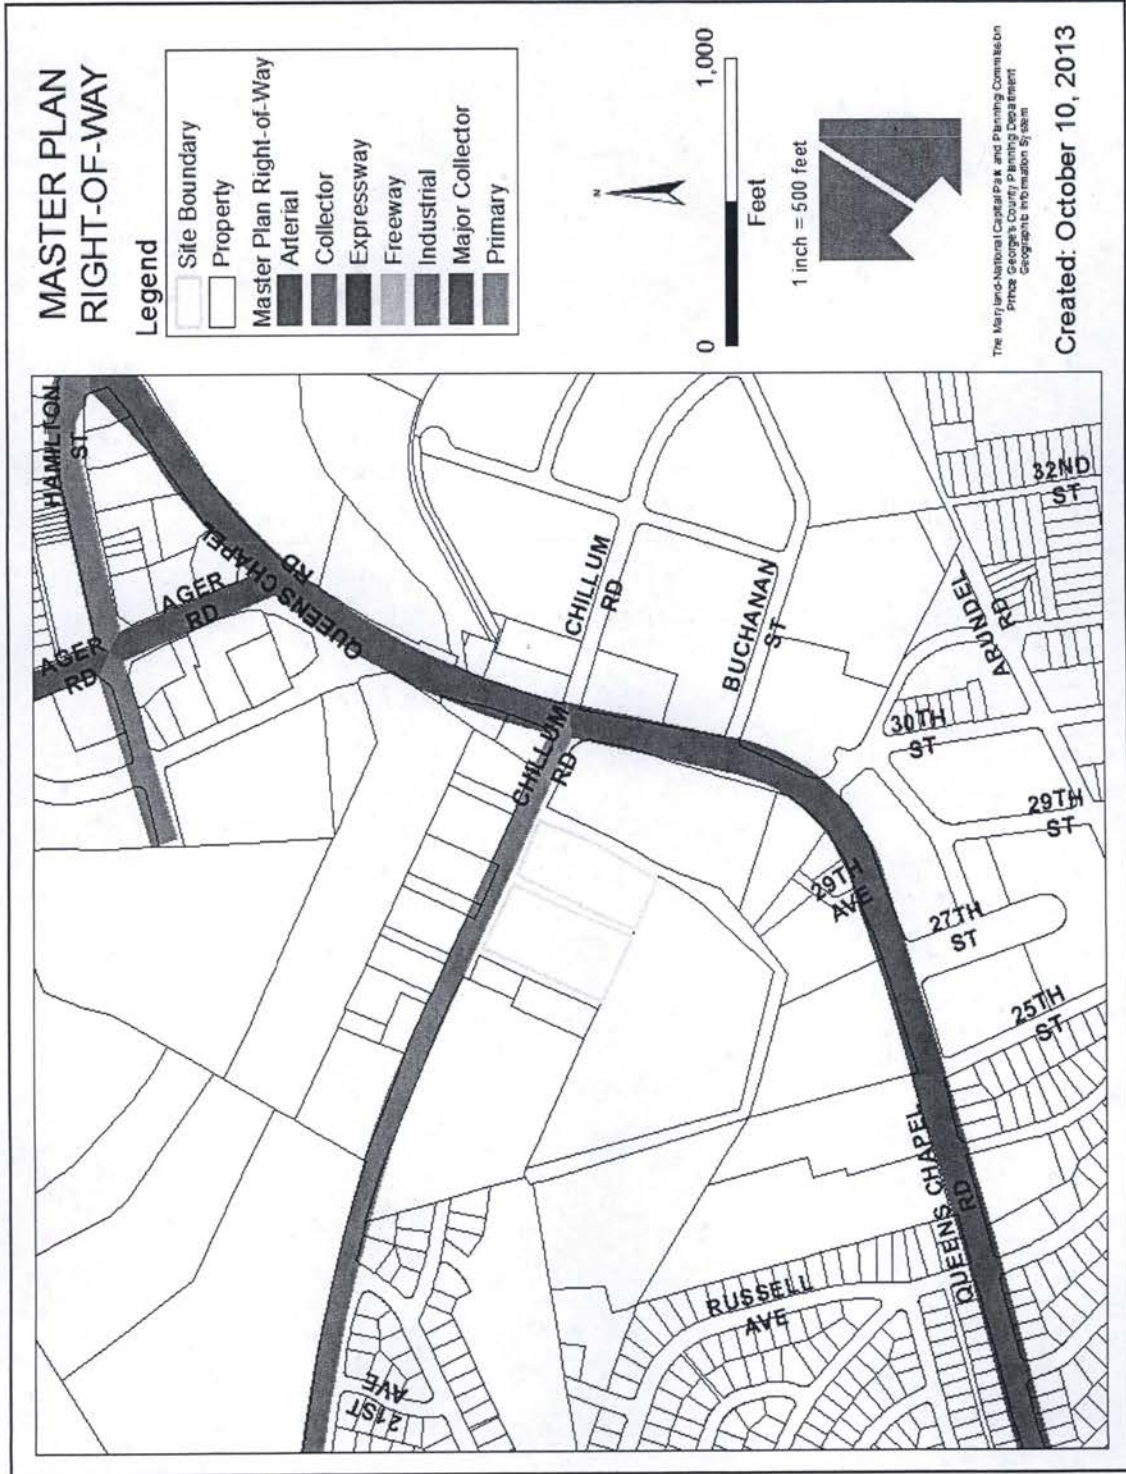 MASTER PLAN
RIGHT-OF-WAY
Legend
Site Boundary
Property
Master Plan Right-of-Way
Arterial
Collector
Expressway
Freeway
Industrial
Major Collector
Primary
N
0
1,000
Feet
1 inch = 500 feet
The Maryland-National Capital Park and Planning Commission
Prince George's County Planning Department
Geographic Information System
Created: October 10, 2013
HAMILTON
ST
AGER
RD
AGER
RD
QUEENS CHAPEL
RD
CHILLUM
RD
CHILLUM
RD
BUCHANAN
ST
ARUNDEL
RD
32ND
ST
30TH
ST
29TH
ST
29TH
AVE
27TH
ST
25TH
ST
QUEENS CHAPEL
RD
RUSSELL
AVE
21ST
AVE